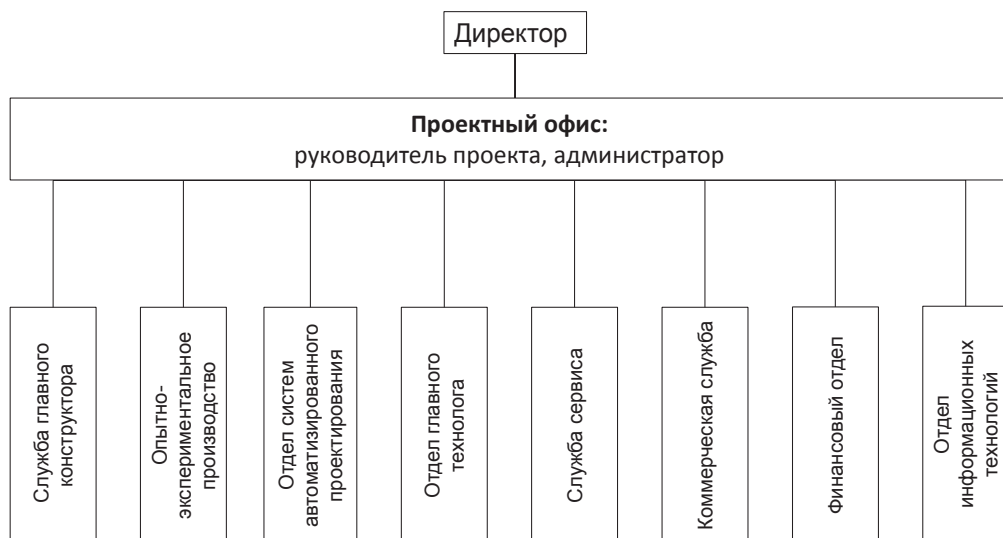 Директор
Проектный офис:
руководитель проекта, администратор
Служба главного
конструктора
Опытно-
экспериментальное
производство
Отдел систем
автоматизированного
проектирования
Отдел главного
технолога
Служба сервиса
Коммерческая служба
Финансовый отдел
Отдел
информационных
технологий